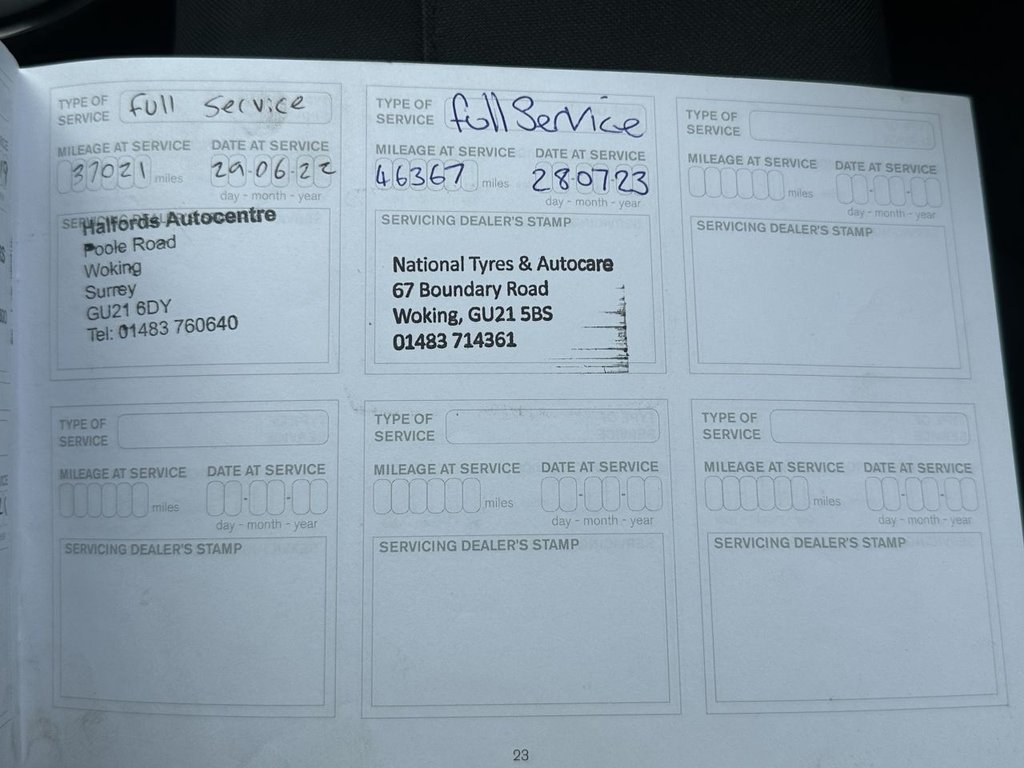 TYPE OF SERVICE Full Service
MILEAGE AT SERVICE DATE AT SERVICE
37021 miles 29-06-22
day - month - year
SERVICING DEALER'S STAMP
Halfords Autocentre
Poole Road
Woking
Surrey
GU21 6DY
Tel: 01483 760640
TYPE OF SERVICE full Service
MILEAGE AT SERVICE DATE AT SERVICE
46367 miles 28-07-23
day - month - year
SERVICING DEALER'S STAMP
National Tyres & Autocare
67 Boundary Road
Woking, GU21 5BS
01483 714361
TYPE OF SERVICE
MILEAGE AT SERVICE DATE AT SERVICE
miles
day - month - year
SERVICING DEALER'S STAMP
TYPE OF SERVICE
MILEAGE AT SERVICE DATE AT SERVICE
miles
day - month - year
SERVICING DEALER'S STAMP
TYPE OF SERVICE
MILEAGE AT SERVICE DATE AT SERVICE
miles
day - month - year
SERVICING DEALER'S STAMP
TYPE OF SERVICE
MILEAGE AT SERVICE DATE AT SERVICE
miles
day - month - year
SERVICING DEALER'S STAMP
23